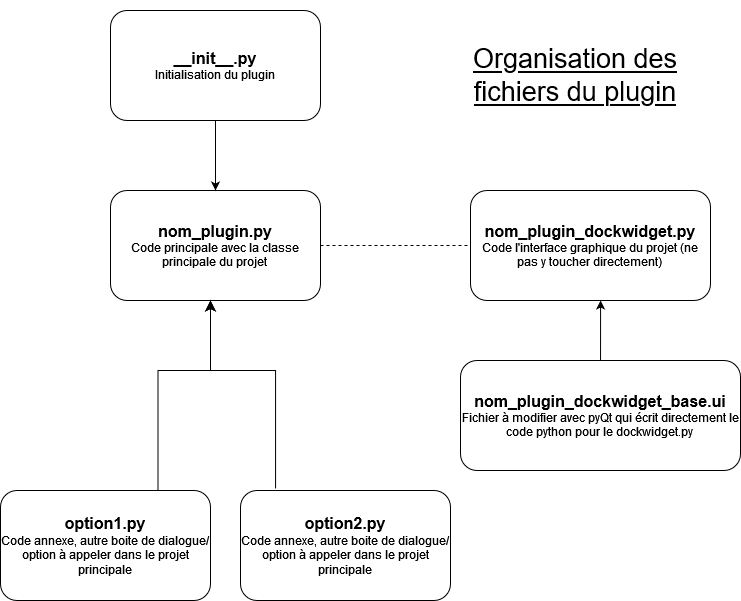 __init__.py
Initialisation du plugin
Organisation des
fichiers du plugin
nom_plugin.py
Code principale avec la classe
principale du projet
nom_plugin_dockwidget.py
Code l'interface graphique du projet (ne
pas y toucher directement)
nom_plugin_dockwidget_base.ui
Fichier à modifier avec pyQt qui écrit directement le
code python pour le dockwidget.py
option1.py
Code annexe, autre boite de dialogue/
option à appeler dans le projet
principale
option2.py
Code annexe, autre boite de dialogue/
option à appeler dans le projet
principale